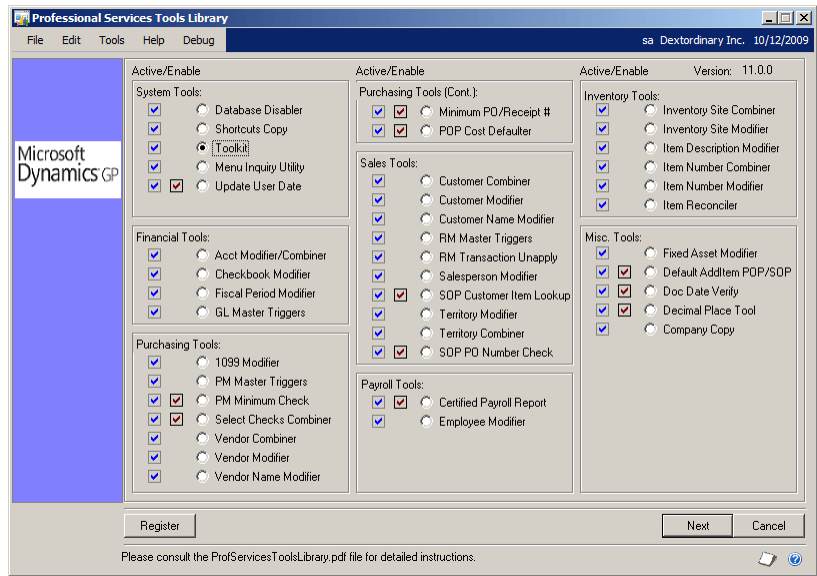 Professional Services Tools Library
File Edit Tools Help Debug
sa Dextordinary Inc. 10/12/2009
Microsoft
Dynamics GP
Active/Enable
System Tools:
Database Disabler
Shortcuts Copy
Toolkit
Menu Inquiry Utility
Update User Date
Financial Tools:
Acct Modifier/Combiner
Checkbook Modifier
Fiscal Period Modifier
GL Master Triggers
Purchasing Tools:
1099 Modifier
PM Master Triggers
PM Minimum Check
Select Checks Combiner
Vendor Combiner
Vendor Modifier
Vendor Name Modifier
Active/Enable
Purchasing Tools (Cont.):
Minimum PO/Receipt #
POP Cost Defaulter
Sales Tools:
Customer Combiner
Customer Modifier
Customer Name Modifier
RM Master Triggers
RM Transaction Unapply
Salesperson Modifier
SOP Customer Item Lookup
Territory Modifier
Territory Combiner
SOP PO Number Check
Payroll Tools:
Certified Payroll Report
Employee Modifier
Active/Enable Version: 11.0.0
Inventory Tools:
Inventory Site Combiner
Inventory Site Modifier
Item Description Modifier
Item Number Combiner
Item Number Modifier
Item Reconciler
Misc. Tools:
Fixed Asset Modifier
Default AddItem POP/SOP
Doc Date Verify
Decimal Place Tool
Company Copy
Register Next Cancel
Please consult the ProfServicesToolsLibrary.pdf file for detailed instructions.